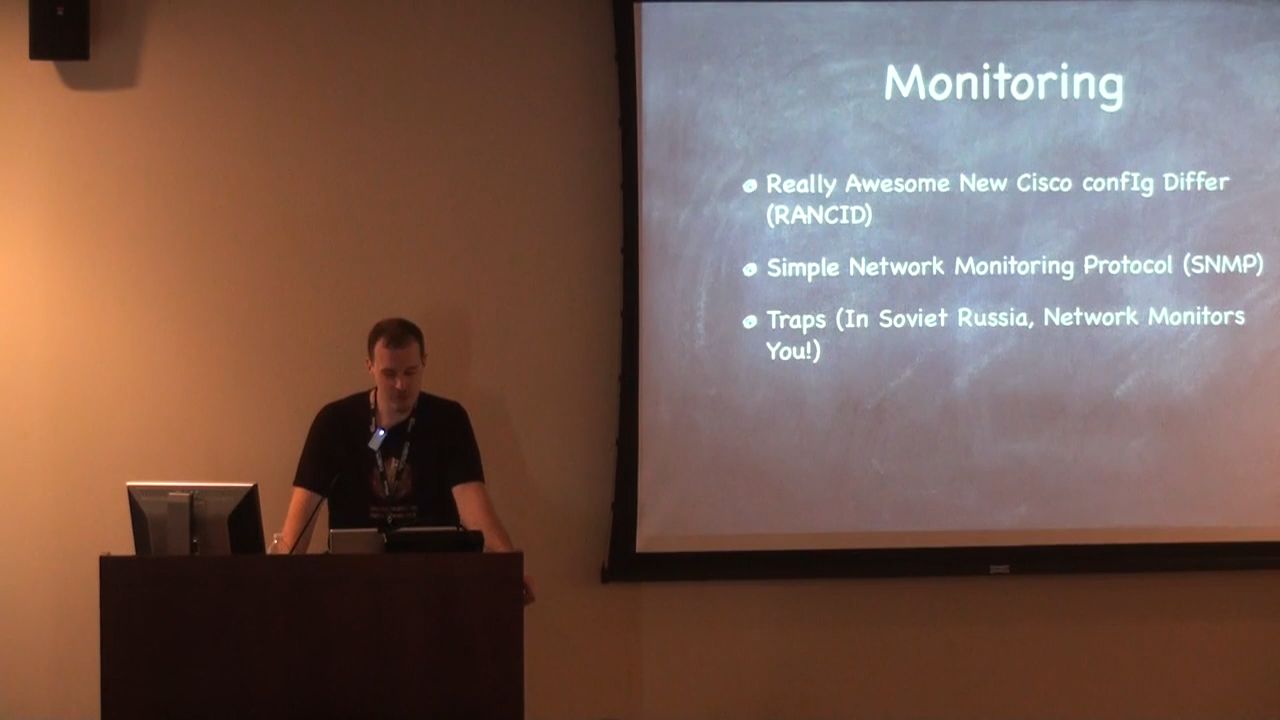 Monitoring
Really Awesome New Cisco confIg Differ
(RANCID)
Simple Network Monitoring Protocol (SNMP)
Traps (In Soviet Russia, Network Monitors
You!)